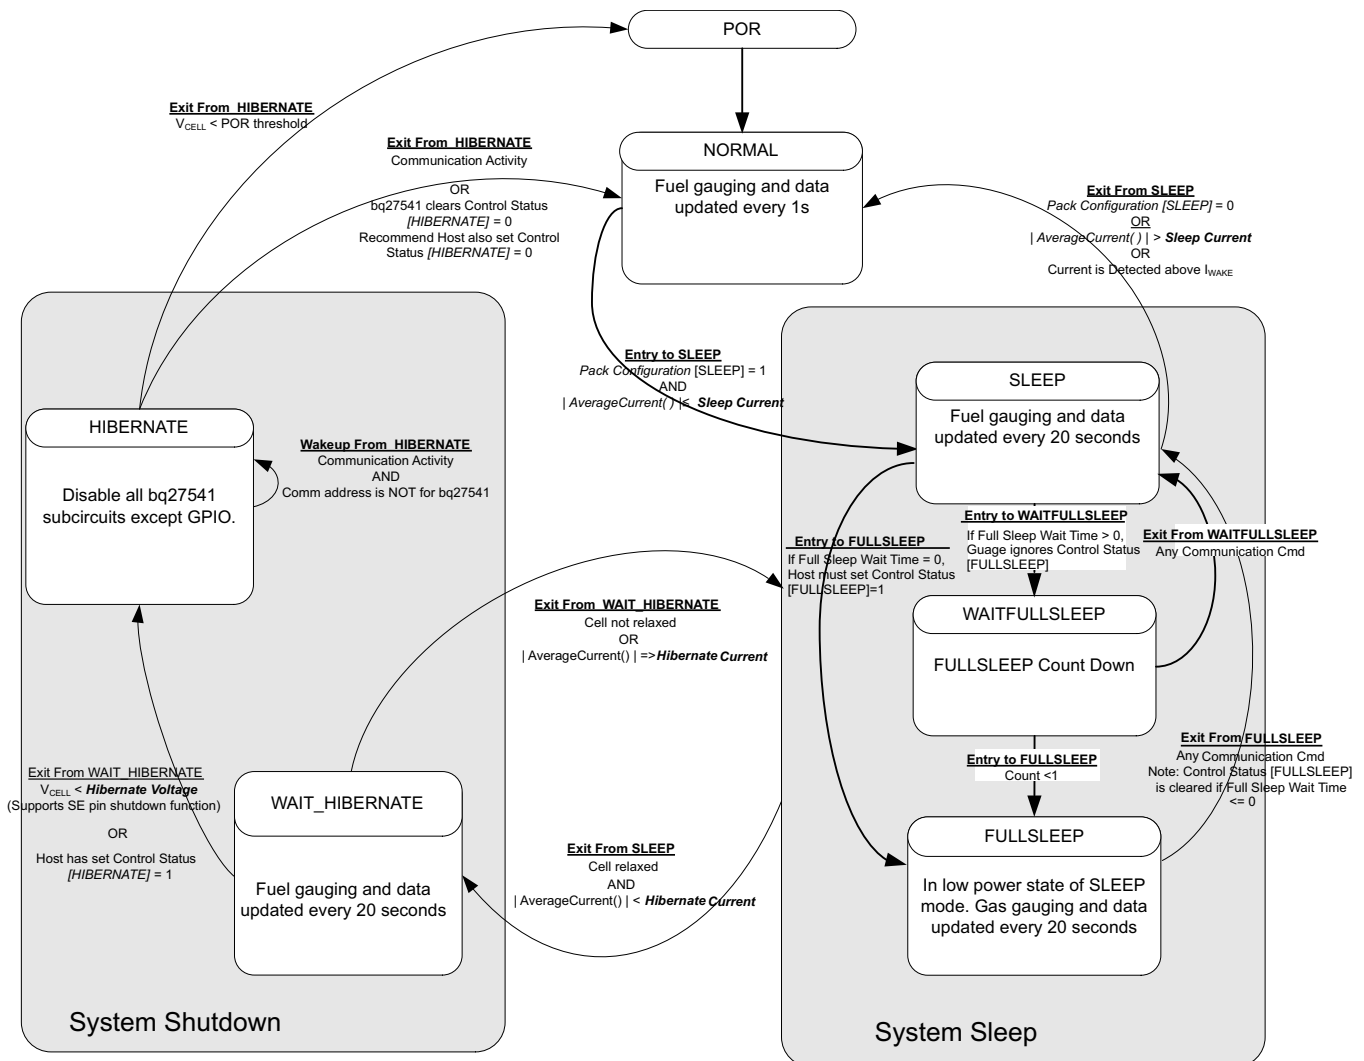 POR
Exit From  HIBERNATE
VCELL < POR threshold
Exit From  HIBERNATE
Communication Activity
OR
bq27541 clears Control Status
[HIBERNATE] = 0
Recommend Host also set Control
Status [HIBERNATE] = 0
NORMAL
Fuel gauging and data
updated every 1s
Exit From SLEEP
Pack Configuration [SLEEP] = 0
OR
| AverageCurrent( ) | > Sleep Current
OR
Current is Detected above IWAKE
Entry to SLEEP
Pack Configuration [SLEEP] = 1
AND
| AverageCurrent( ) |< Sleep Current
HIBERNATE
Disable all bq27541
subcircuits except GPIO.
Wakeup From  HIBERNATE
Communication Activity
AND
Comm address is NOT for bq27541
SLEEP
Fuel gauging and data
updated every 20 seconds
Entry to FULLSLEEP
If Full Sleep Wait Time = 0,
Host must set Control Status
[FULLSLEEP]=1
Entry to WAITFULLSLEEP
If Full Sleep Wait Time > 0,
Guage ignores Control Status
[FULLSLEEP]
Exit From WAITFULLSLEEP
Any Communication Cmd
WAITFULLSLEEP
FULLSLEEP Count Down
Exit From  WAIT_HIBERNATE
Cell not relaxed
OR
| AverageCurrent() | =>Hibernate Current
Entry to FULLSLEEP
Count <1
Exit From FULLSLEEP
Any Communication Cmd
Note: Control Status [FULLSLEEP]
is cleared if Full Sleep Wait Time
<= 0
Exit From WAIT_HIBERNATE
VCELL < Hibernate Voltage
(Supports SE pin shutdown function)
OR
Host has set Control Status
[HIBERNATE] = 1
WAIT_HIBERNATE
Fuel gauging and data
updated every 20 seconds
Exit From SLEEP
Cell relaxed
AND
| AverageCurrent() | < Hibernate Current
FULLSLEEP
In low power state of SLEEP
mode. Gas gauging and data
updated every 20 seconds
System Shutdown
System Sleep